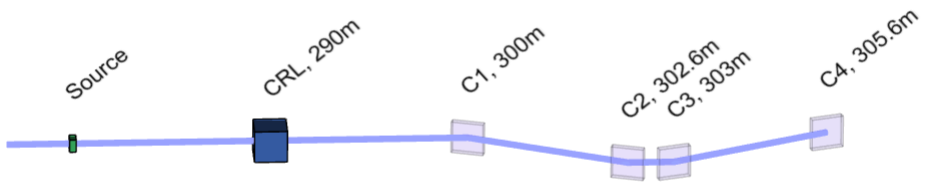 Source
CRL, 290m
C1, 300m
C2, 302.6m
C3, 303m
C4, 305.6m